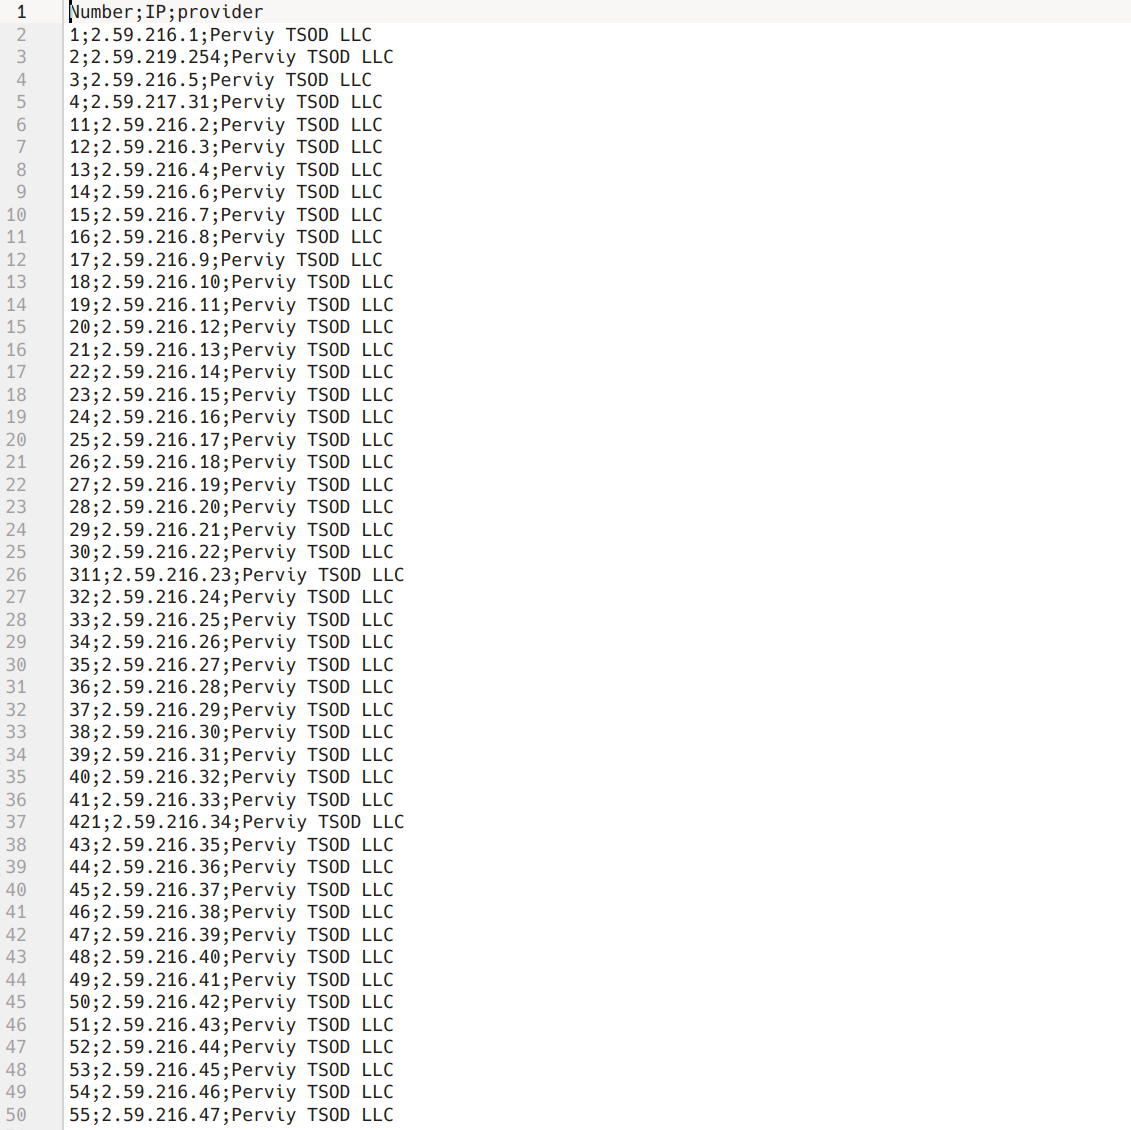 1 Number;IP;provider
2 1;2.59.216.1;Perviy TSOD LLC
3 2;2.59.219.254;Perviy TSOD LLC
4 3;2.59.216.5;Perviy TSOD LLC
5 4;2.59.217.31;Perviy TSOD LLC
6 11;2.59.216.2;Perviy TSOD LLC
7 12;2.59.216.3;Perviy TSOD LLC
8 13;2.59.216.4;Perviy TSOD LLC
9 14;2.59.216.6;Perviy TSOD LLC
10 15;2.59.216.7;Perviy TSOD LLC
11 16;2.59.216.8;Perviy TSOD LLC
12 17;2.59.216.9;Perviy TSOD LLC
13 18;2.59.216.10;Perviy TSOD LLC
14 19;2.59.216.11;Perviy TSOD LLC
15 20;2.59.216.12;Perviy TSOD LLC
16 21;2.59.216.13;Perviy TSOD LLC
17 22;2.59.216.14;Perviy TSOD LLC
18 23;2.59.216.15;Perviy TSOD LLC
19 24;2.59.216.16;Perviy TSOD LLC
20 25;2.59.216.17;Perviy TSOD LLC
21 26;2.59.216.18;Perviy TSOD LLC
22 27;2.59.216.19;Perviy TSOD LLC
23 28;2.59.216.20;Perviy TSOD LLC
24 29;2.59.216.21;Perviy TSOD LLC
25 30;2.59.216.22;Perviy TSOD LLC
26 311;2.59.216.23;Perviy TSOD LLC
27 32;2.59.216.24;Perviy TSOD LLC
28 33;2.59.216.25;Perviy TSOD LLC
29 34;2.59.216.26;Perviy TSOD LLC
30 35;2.59.216.27;Perviy TSOD LLC
31 36;2.59.216.28;Perviy TSOD LLC
32 37;2.59.216.29;Perviy TSOD LLC
33 38;2.59.216.30;Perviy TSOD LLC
34 39;2.59.216.31;Perviy TSOD LLC
35 40;2.59.216.32;Perviy TSOD LLC
36 41;2.59.216.33;Perviy TSOD LLC
37 421;2.59.216.34;Perviy TSOD LLC
38 43;2.59.216.35;Perviy TSOD LLC
39 44;2.59.216.36;Perviy TSOD LLC
40 45;2.59.216.37;Perviy TSOD LLC
41 46;2.59.216.38;Perviy TSOD LLC
42 47;2.59.216.39;Perviy TSOD LLC
43 48;2.59.216.40;Perviy TSOD LLC
44 49;2.59.216.41;Perviy TSOD LLC
45 50;2.59.216.42;Perviy TSOD LLC
46 51;2.59.216.43;Perviy TSOD LLC
47 52;2.59.216.44;Perviy TSOD LLC
48 53;2.59.216.45;Perviy TSOD LLC
49 54;2.59.216.46;Perviy TSOD LLC
50 55;2.59.216.47;Perviy TSOD LLC